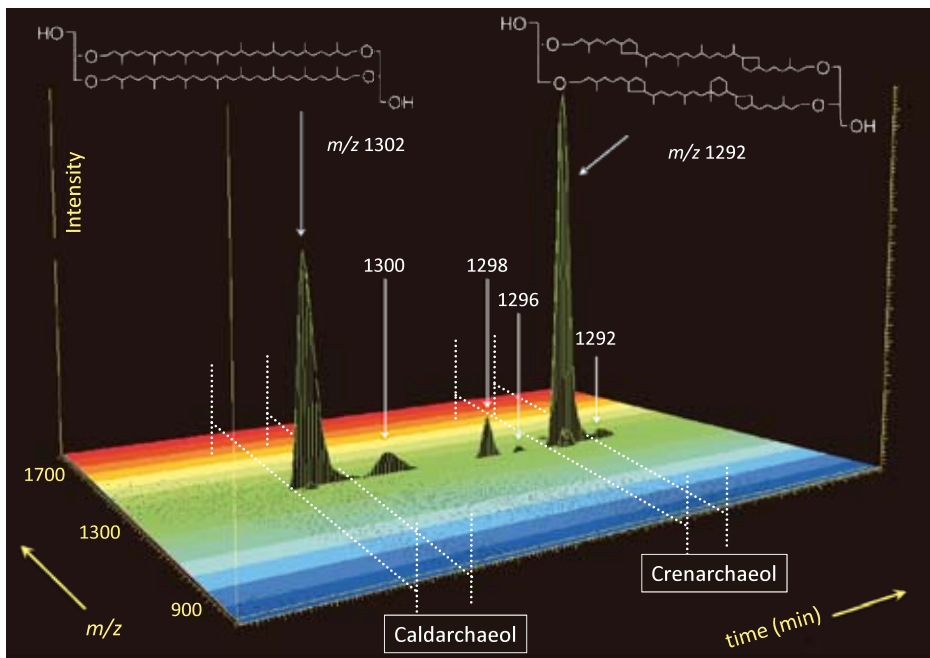 HO
O
O
O
O
OH
m/z 1302
HO
O
O
O
O
OH
m/z 1292
Intensity
1300
1298
1296
1292
1700
1300
900
m/z
Crenarchaeol
Caldarchaeol
time (min)